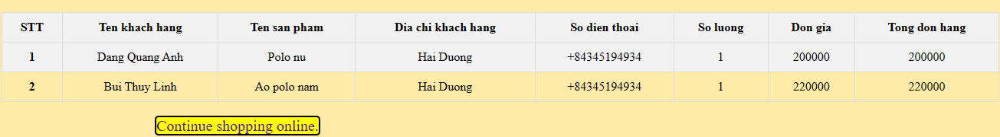 STT Ten khach hang Ten san pham Dia chi khach hang So dien thoai So luong Don gia Tong don hang
1 Dang Quang Anh Polo nu Hai Duong +84345194934 1 200000 200000
2 Bui Thuy Linh Ao polo nam Hai Duong +84345194934 1 220000 220000
Continue shopping online.